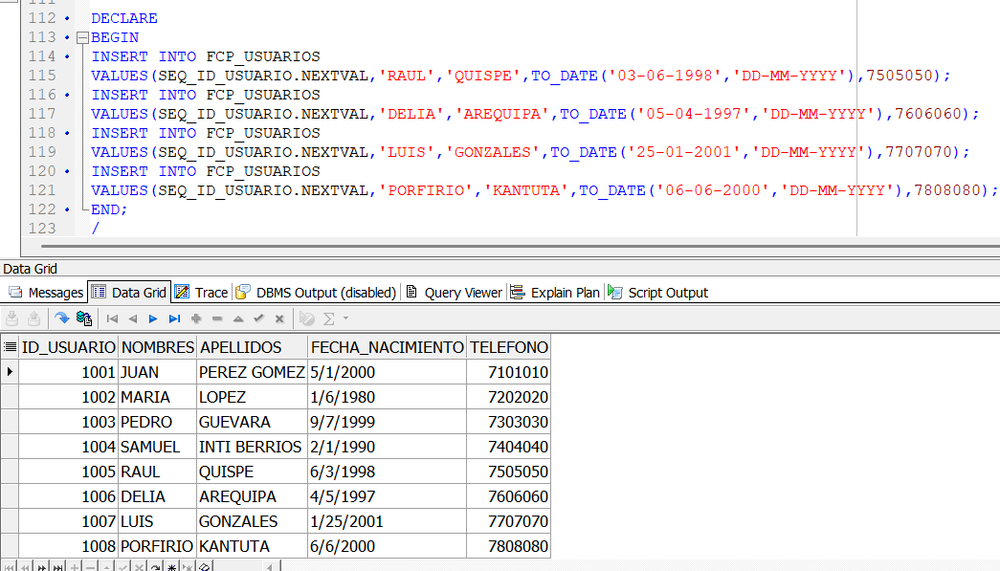 112 DECLARE
113 BEGIN
114 INSERT INTO FCP_USUARIOS
115 VALUES(SEQ_ID_USUARIO.NEXTVAL,'RAUL','QUISPE',TO_DATE('03-06-1998','DD-MM-YYYY'),7505050);
116 INSERT INTO FCP_USUARIOS
117 VALUES(SEQ_ID_USUARIO.NEXTVAL,'DELIA','AREQUIPA',TO_DATE('05-04-1997','DD-MM-YYYY'),7606060);
118 INSERT INTO FCP_USUARIOS
119 VALUES(SEQ_ID_USUARIO.NEXTVAL,'LUIS','GONZALES',TO_DATE('25-01-2001','DD-MM-YYYY'),7707070);
120 INSERT INTO FCP_USUARIOS
121 VALUES(SEQ_ID_USUARIO.NEXTVAL,'PORFIRIO','KANTUTA',TO_DATE('06-06-2000','DD-MM-YYYY'),7808080);
122 END;
123 /
Data Grid
Messages Data Grid Trace DBMS Output (disabled) Query Viewer Explain Plan Script Output
ID_USUARIO NOMBRES APELLIDOS FECHA_NACIMIENTO TELEFONO
1001 JUAN PEREZ GOMEZ 5/1/2000 7101010
1002 MARIA LOPEZ 1/6/1980 7202020
1003 PEDRO GUEVARA 9/7/1999 7303030
1004 SAMUEL INTI BERRIOS 2/1/1990 7404040
1005 RAUL QUISPE 6/3/1998 7505050
1006 DELIA AREQUIPA 4/5/1997 7606060
1007 LUIS GONZALES 1/25/2001 7707070
1008 PORFIRIO KANTUTA 6/6/2000 7808080